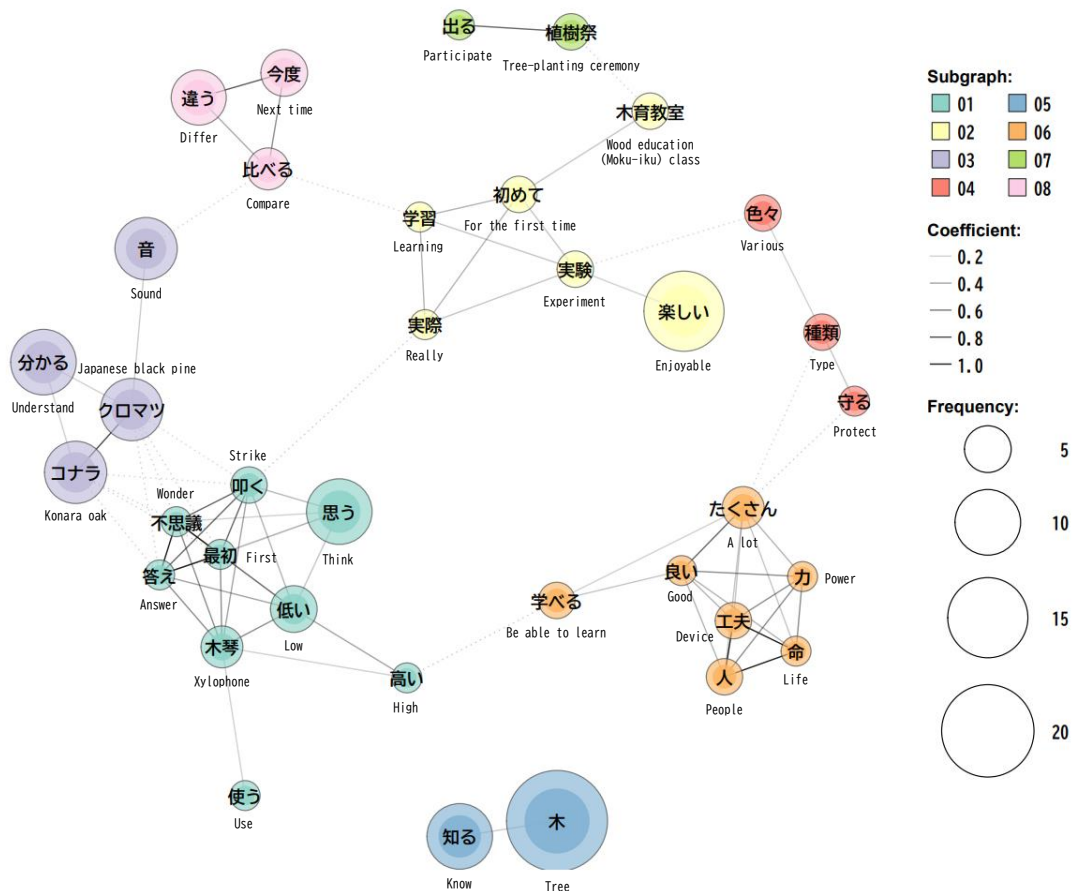 出る
Participate
植樹祭
Tree-planting ceremony
今度
Next time
違う
Differ
比べる
Compare
木育教室
Wood education
(Moku-iku) class
初めて
For the first time
学習
Learning
実験
Experiment
実際
Really
楽しい
Enjoyable
色々
Various
種類
Type
守る
Protect
音
Sound
分かる
Understand
Japanese black pine
クロマツ
コナラ
Konara oak
Strike
叩く
Wonder
不思議
思う
Think
最初
First
答え
Answer
低い
Low
木琴
Xylophone
高い
High
使う
Use
学べる
Be able to learn
たくさん
A lot
良い
Good
力
Power
工夫
Device
命
Life
人
People
知る
Know
木
Tree
Subgraph:
01
05
02
06
03
07
04
08
Coefficient:
0.2
0.4
0.6
0.8
1.0
Frequency:
5
10
15
20